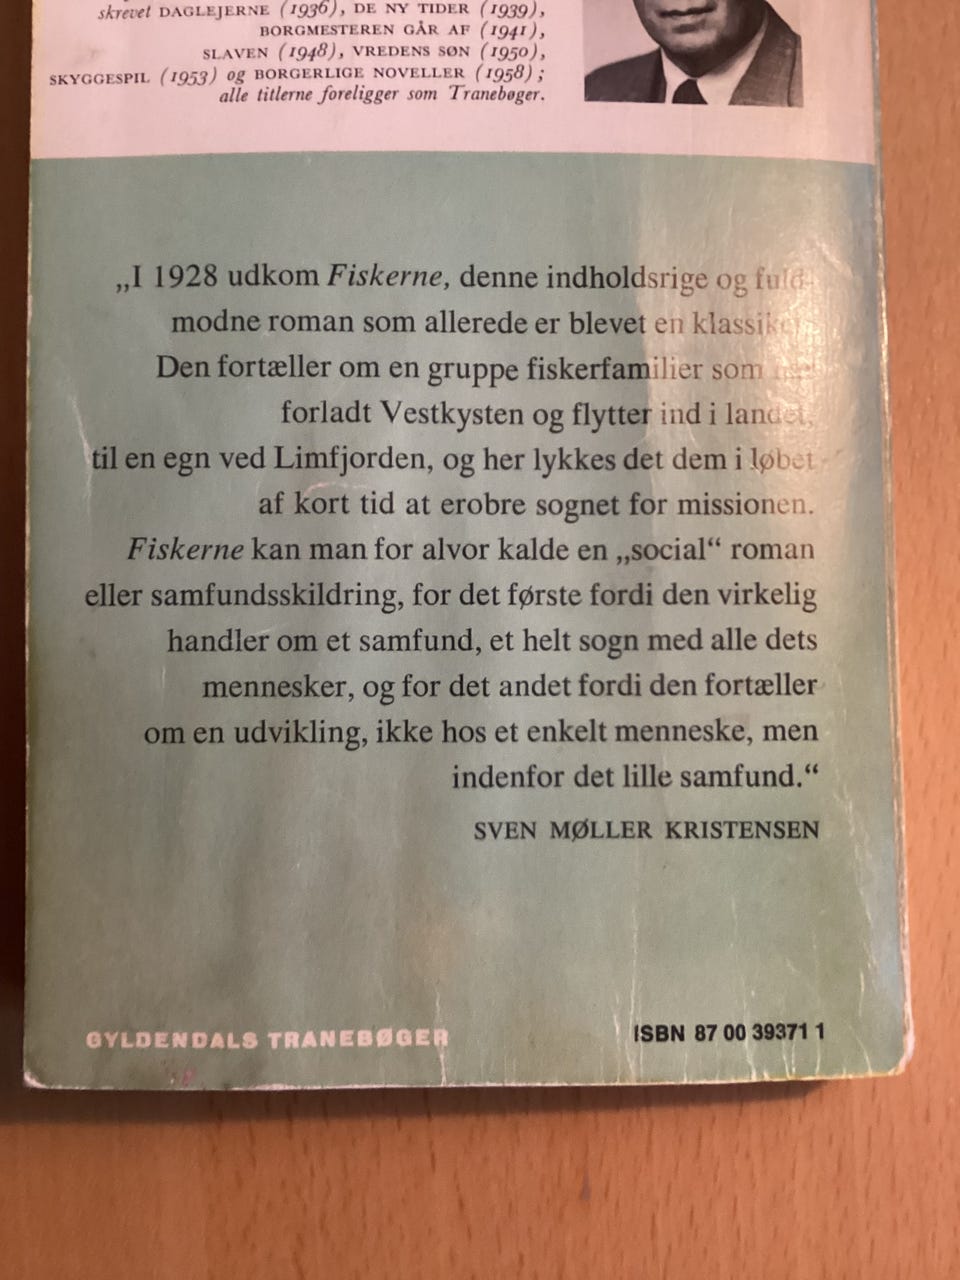 skrevet DAGLEJERNE (1936), DE NY TIDER (1939),
BORGMESTEREN GÅR AF (1941),
SLAVEN (1948), VREDENS SØN (1950),
SKYGGESPIL (1953) og BORGERLIGE NOVELLER (1958);
alle titlerne foreligger som Tranebøger.
„I 1928 udkom Fiskerne, denne indholdsrige og fuld-
modne roman som allerede er blevet en klassiker.
Den fortæller om en gruppe fiskerfamilier som
forladt Vestkysten og flytter ind i landet,
til en egn ved Limfjorden, og her lykkes det dem i løbet
af kort tid at erobre sognet for missionen.
Fiskerne kan man for alvor kalde en „social“ roman
eller samfundsskildring, for det første fordi den virkelig
handler om et samfund, et helt sogn med alle dets
mennesker, og for det andet fordi den fortæller
om en udvikling, ikke hos et enkelt menneske, men
indenfor det lille samfund.“
SVEN MØLLER KRISTENSEN
GYLDENDALS TRANEBØGER
ISBN 87 00 39371 1